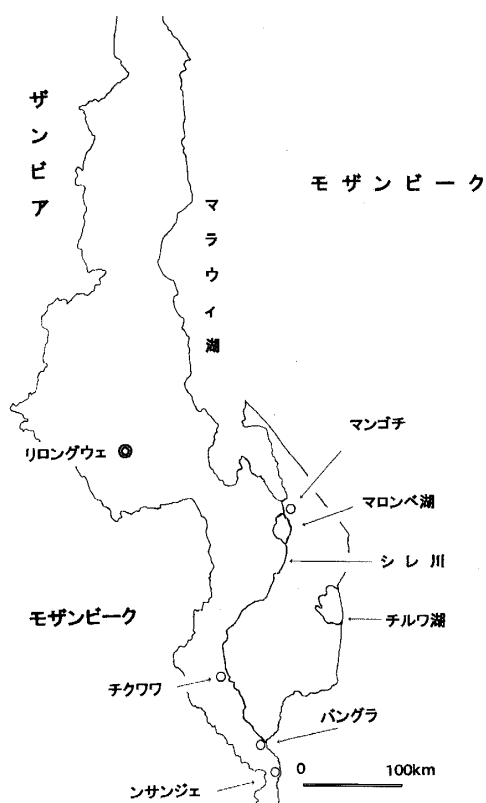 ザンビア
モザンビーク
マラウイ湖
マンゴチ
リロングウェ
マロンベ湖
シレ川
モザンビーク
チルワ湖
チクワワ
バングラ
ンサンジェ
0 100km